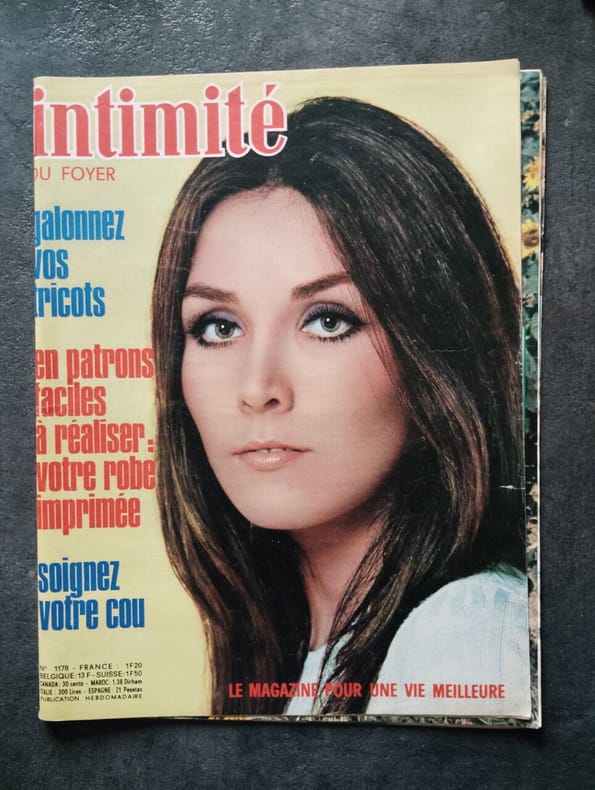 intimité
DU FOYER
galonnez
vos
tricots
en patrons
faciles
à réaliser:
votre robe
imprimée
soignez
votre cou
N° 1178 - FRANCE : 1F20
BELGIQUE:13F - SUISSE:1F50
CANADA: 30 cents - MAROC: 1,38 Dirham
ITALIE: 300 Lires - ESPAGNE: 21 Pesetas
PUBLICATION HEBDOMADAIRE
LE MAGAZINE POUR UNE VIE MEILLEURE